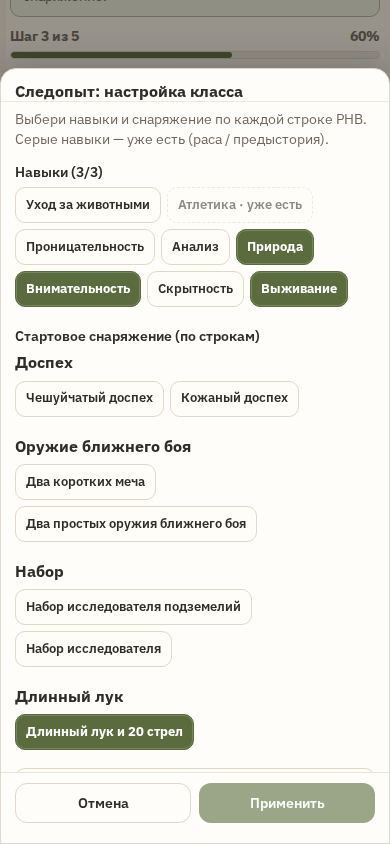 Шаг 3 из 5
60%
Следопыт: настройка класса
Выбери навыки и снаряжение по каждой строке PHB.
Серые навыки — уже есть (раса / предыстория).
Навыки (3/3)
Уход за животными
Атлетика · уже есть
Проницательность
Анализ
Природа
Внимательность
Скрытность
Выживание
Стартовое снаряжение (по строкам)
Доспех
Чешуйчатый доспех
Кожаный доспех
Оружие ближнего боя
Два коротких меча
Два простых оружия ближнего боя
Набор
Набор исследователя подземелий
Набор исследователя
Длинный лук
Длинный лук и 20 стрел
Отмена
Применить